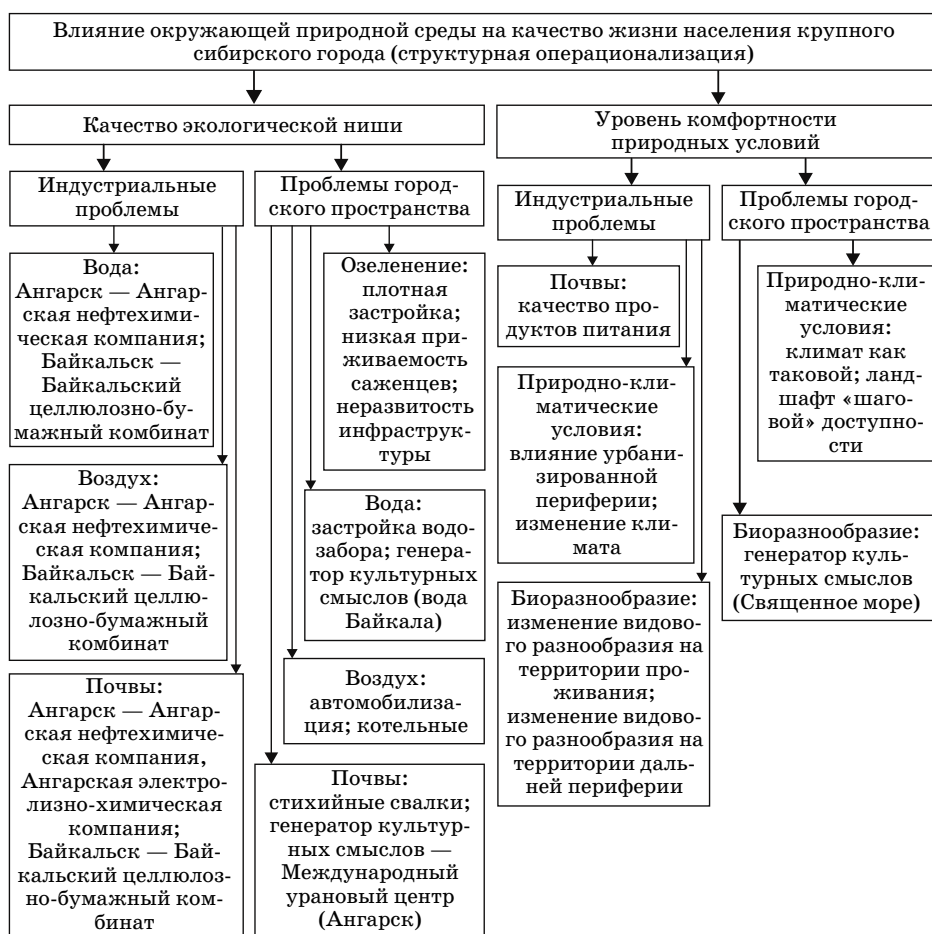 Влияние окружающей природной среды на качество жизни населения крупного
сибирского города (структурная операционализация)
Качество экологической ниши
Индустриальные
проблемы
Вода:
Ангарск — Ангар-
ская нефтехими-
ческая компания;
Байкальск —
Байкальский
целлюлозно-бу-
мажный комбинат
Воздух:
Ангарск — Ангар-
ская нефтехимиче-
ская компания;
Байкальск — Бай-
кальский целлю-
лозно-бумажный
комбинат
Почвы:
Ангарск — Ангар-
ская нефтехимиче-
ская компания,
Ангарская электро-
лизно-химическая
компания;
Байкальск — Бай-
кальский целлюлоз-
но-бумажный ком-
бинат
Проблемы город-
ского пространства
Озеленение:
плотная
застройка;
низкая при-
живаемость
саженцев;
неразвитость
инфраструк-
туры
Вода:
застройка водо-
забора; генера-
тор культурных
смыслов (вода
Байкала)
Воздух:
автомобилиза-
ция; котельные
Почвы:
стихийные свалки;
генератор культур-
ных смыслов —
Международный
урановый центр
(Ангарск)
Уровень комфортности
природных условий
Индустриальные
проблемы
Почвы:
качество про-
дуктов питания
Природно-кли-
матические
условия:
влияние урбани-
зированной
периферии;
изменение кли-
мата
Биоразнообразие:
изменение видово-
го разнообразия на
территории про-
живания;
изменение видово-
го разнообразия на
территории даль-
ней периферии
Проблемы город-
ского пространства
Природно-кли-
матические
условия:
климат как
таковой; ланд-
шафт «шаго-
вой» доступно-
сти
Биоразнообразие:
генератор куль-
турных смыслов
(Священное море)